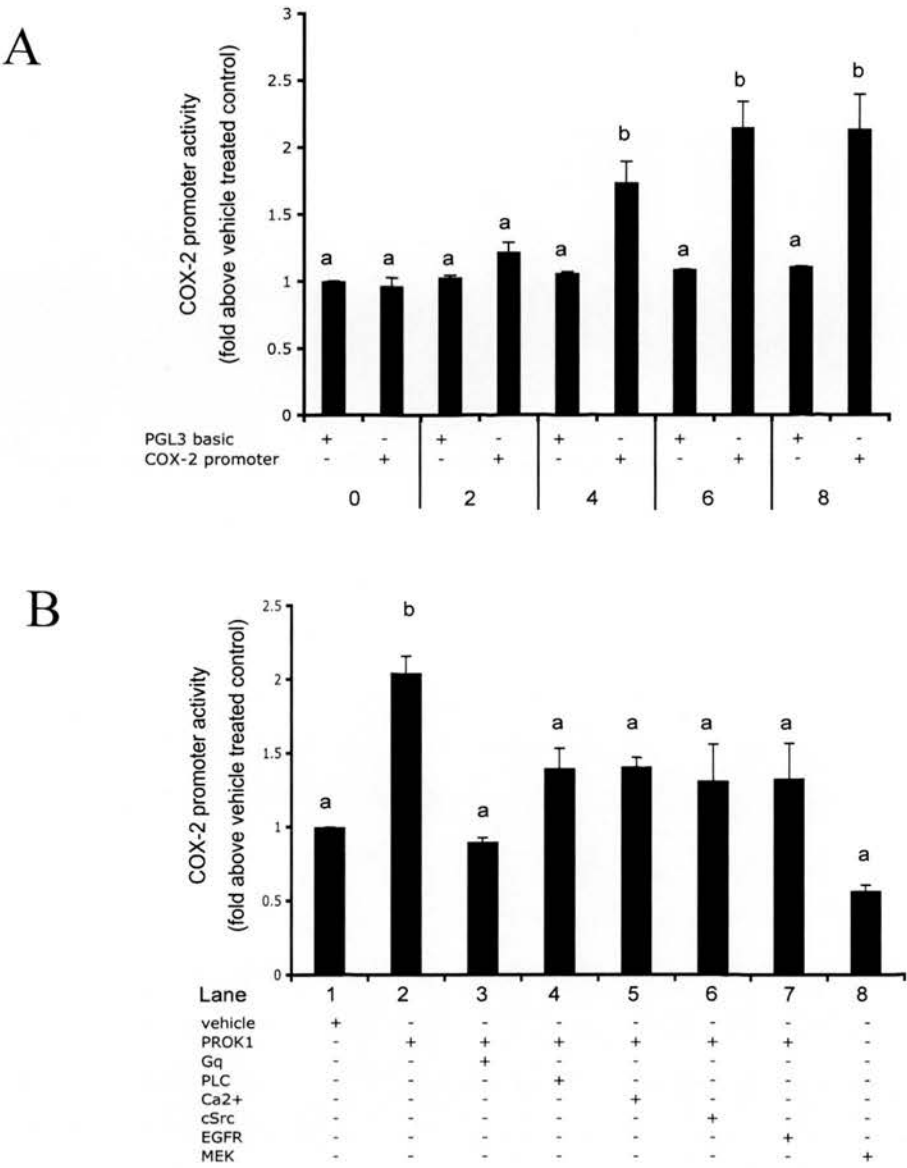 A
COX-2 promoter activity
(fold above vehicle treated control)
3
2.5
2
1.5
1
0.5
0
a a a a a b a b a b
PGL3 basic + - + - + - + - + -
COX-2 promoter - + - + - + - + - +
0 2 4 6 8
B
COX-2 promoter activity
(fold above vehicle treated control)
2.5
2
1.5
1
0.5
0
a b a a a a a a
Lane 1 2 3 4 5 6 7 8
vehicle + - - - - - - -
PROK1 - + + + + + + -
Gq - - + - - - - -
PLC - - - + - - - -
Ca2+ - - - - + - - -
cSrc - - - - - + - -
EGFR - - - - - - + -
MEK - - - - - - - +